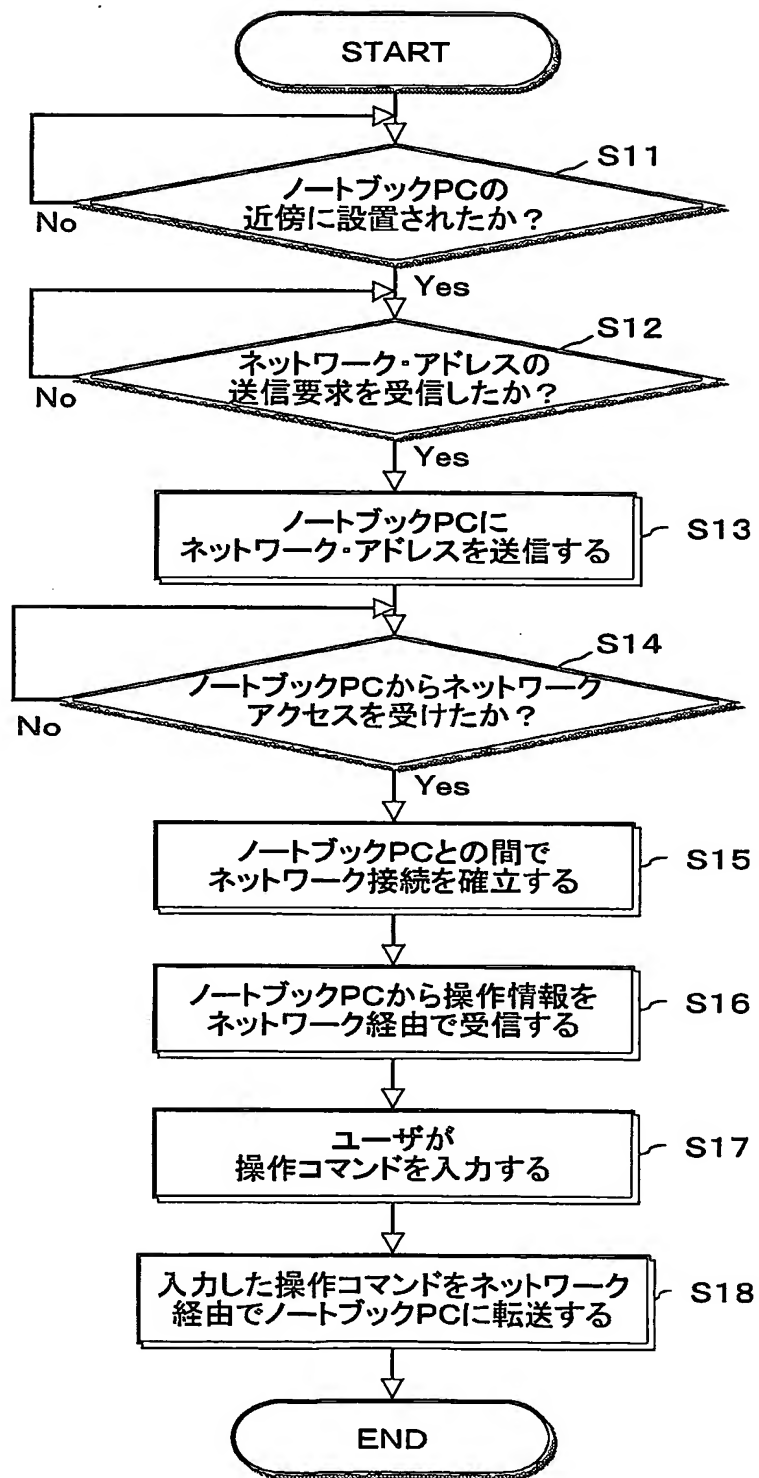 START
S11
ノートブックPCの
近傍に設置されたか？
No
Yes
S12
ネットワーク・アドレスの
送信要求を受信したか？
No
Yes
ノートブックPCに
ネットワーク・アドレスを送信する
S13
S14
ノートブックPCからネットワーク
アクセスを受けたか？
No
Yes
ノートブックPCとの間で
ネットワーク接続を確立する
S15
ノートブックPCから操作情報を
ネットワーク経由で受信する
S16
ユーザが
操作コマンドを入力する
S17
入力した操作コマンドをネットワーク
経由でノートブックPCに転送する
S18
END